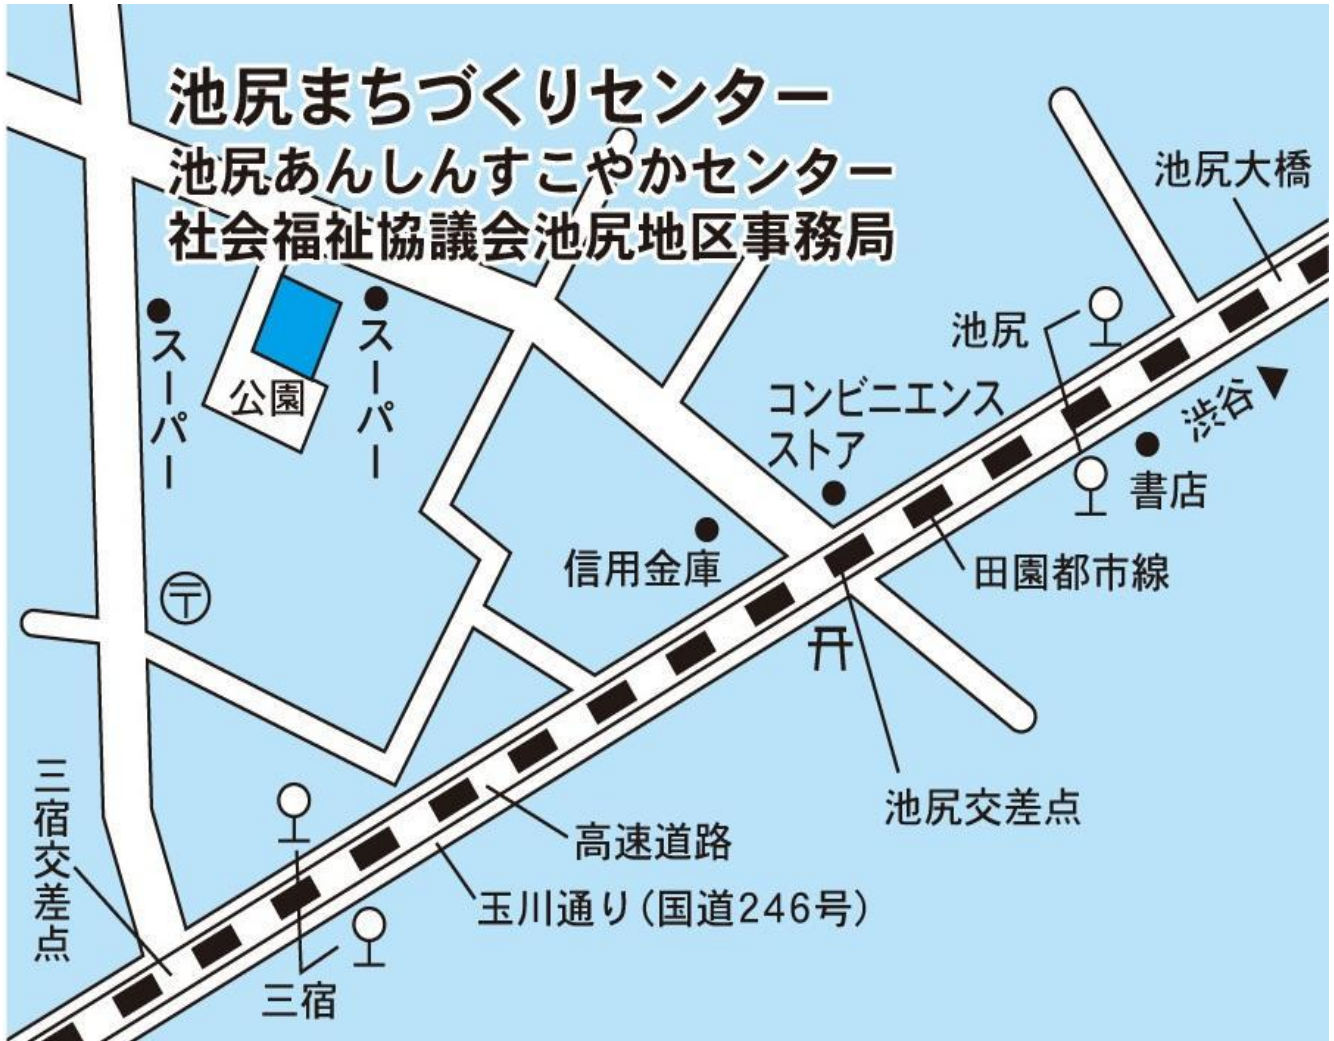 池尻まちづくりセンター
池尻あんしんすこやかセンター
社会福祉協議会池尻地区事務局
池尻大橋
スーパー
スーパー
公園
池尻
コンビニエンス
ストア
渋谷▶
書店
信用金庫
田園都市線
〒
三宿交差点
池尻交差点
高速道路
玉川通り(国道246号)
三宿